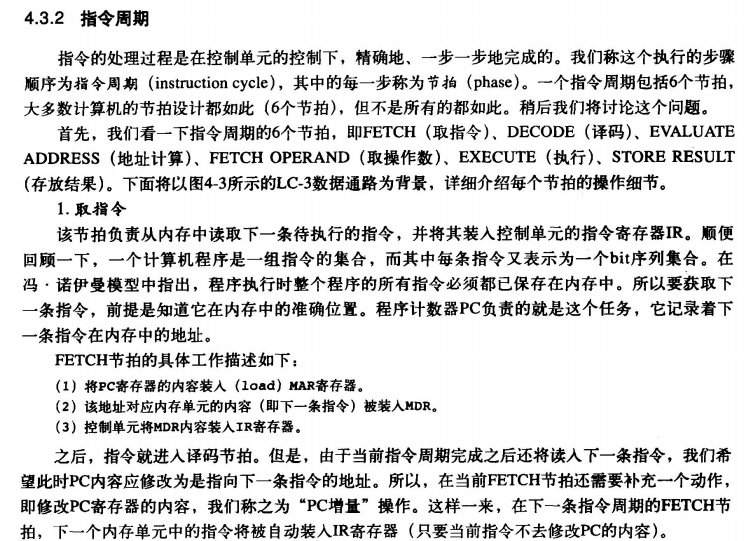 4.3.2 指令周期
指令的处理过程是在控制单元的控制下，精确地、一步一步地完成的。我们称这个执行的步骤
顺序为指令周期（instruction cycle），其中的每一步称为节拍（phase）。一个指令周期包括6个节拍，
大多数计算机的节拍设计都如此（6个节拍），但不是所有的都如此。稍后我们将讨论这个问题。
首先，我们看一下指令周期的6个节拍，即FETCH（取指令）、DECODE（译码）、EVALUATE
ADDRESS（地址计算）、FETCH OPERAND（取操作数）、EXECUTE（执行）、STORE RESULT
（存放结果）。下面将以图4-3所示的LC-3数据通路为背景，详细介绍每个节拍的操作细节。
1. 取指令
该节拍负责从内存中读取下一条待执行的指令，并将其装入控制单元的指令寄存器IR。顺便
回顾一下，一个计算机程序是一组指令的集合，而其中每条指令又表示为一个bit序列集合。在
冯·诺伊曼模型中指出，程序执行时整个程序的所有指令必须都已保存在内存中。所以要获取下
一条指令，前提是知道它在内存中的准确位置。程序计数器PC负责的就是这个任务，它记录着下
一条指令在内存中的地址。
FETCH节拍的具体工作描述如下：
（1）将PC寄存器的内容装入（load）MAR寄存器。
（2）该地址对应内存单元的内容（即下一条指令）被装入MDR。
（3）控制单元将MDR内容装入IR寄存器。
之后，指令就进入译码节拍。但是，由于当前指令周期完成之后还将读入下一条指令，我们希
望此时PC内容应修改为是指向下一条指令的地址。所以，在当前FETCH节拍还需要补充一个动作，
即修改PC寄存器的内容，我们称之为“PC增量”操作。这样一来，在下一条指令周期的FETCH节
拍，下一个内存单元中的指令将被自动装入IR寄存器（只要当前指令不去修改PC的内容）。